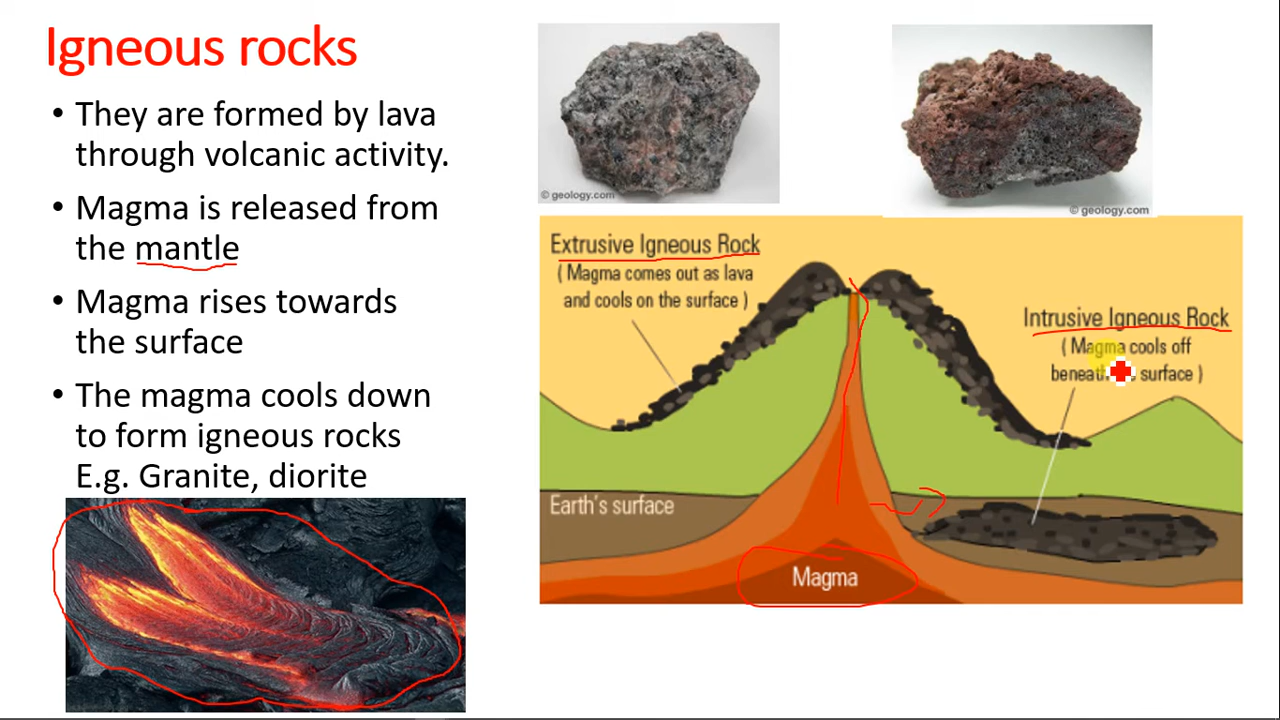 Igneous rocks
• They are formed by lava
through volcanic activity.
• Magma is released from
the mantle
• Magma rises towards
the surface
• The magma cools down
to form igneous rocks
E.g. Granite, diorite
© geology.com
© geology.com
Extrusive Igneous Rock
( Magma comes out as lava
and cools on the surface )
Intrusive Igneous Rock
( Magma cools off
surface )
Earth's surface
Magma